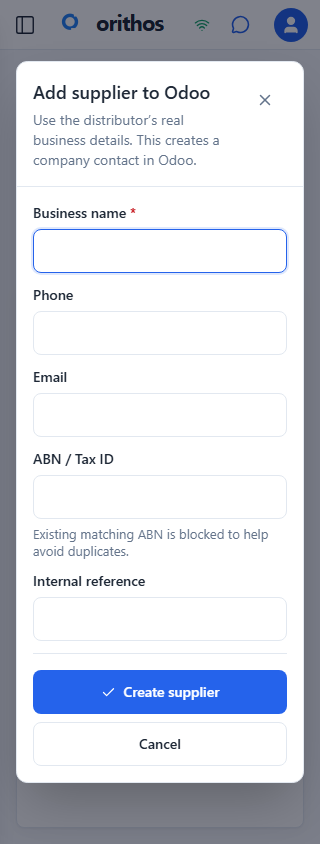 orithos
Add supplier to Odoo
Use the distributor's real
business details. This creates a
company contact in Odoo.
Business name *
Phone
Email
ABN / Tax ID
Existing matching ABN is blocked to help
avoid duplicates.
Internal reference
Create supplier
Cancel